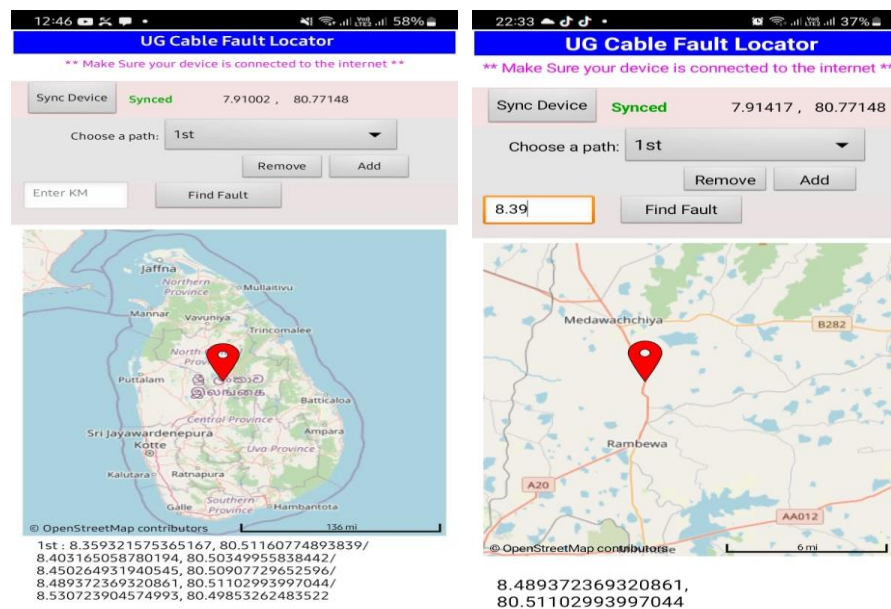 12:46
58%
UG Cable Fault Locator
** Make Sure your device is connected to the internet **
Sync Device Synced 7.91002 , 80.77148
Choose a path: 1st
Remove Add
Enter KM Find Fault
Jaffna
Northern
Province
Mullaitivu
Mannar
Vavuniya
Trincomalee
Puttalam
ශ්‍රී ලංකාව
இலங்கை
Batticaloa
Central Province
Sri Jayawardenepura
Kotte
Ampara
Uva Province
Kalutara
Ratnapura
Galle
Southern
Province
Hambantota
© OpenStreetMap contributors
136 mi
1st : 8.359321575365167, 80.51160774893839/
8.403165058780194, 80.50349955838442/
8.450264931940545, 80.50907729652596/
8.489372369320861, 80.51102993997044/
8.530723904574993, 80.49853262483522
22:33
37%
UG Cable Fault Locator
** Make Sure your device is connected to the internet **
Sync Device Synced 7.91417 , 80.77148
Choose a path: 1st
Remove Add
8.39 Find Fault
Medawachchiya
B282
Rambewa
A20
AA012
© OpenStreetMap contributors
6 mi
8.489372369320861,
80.51102993997044